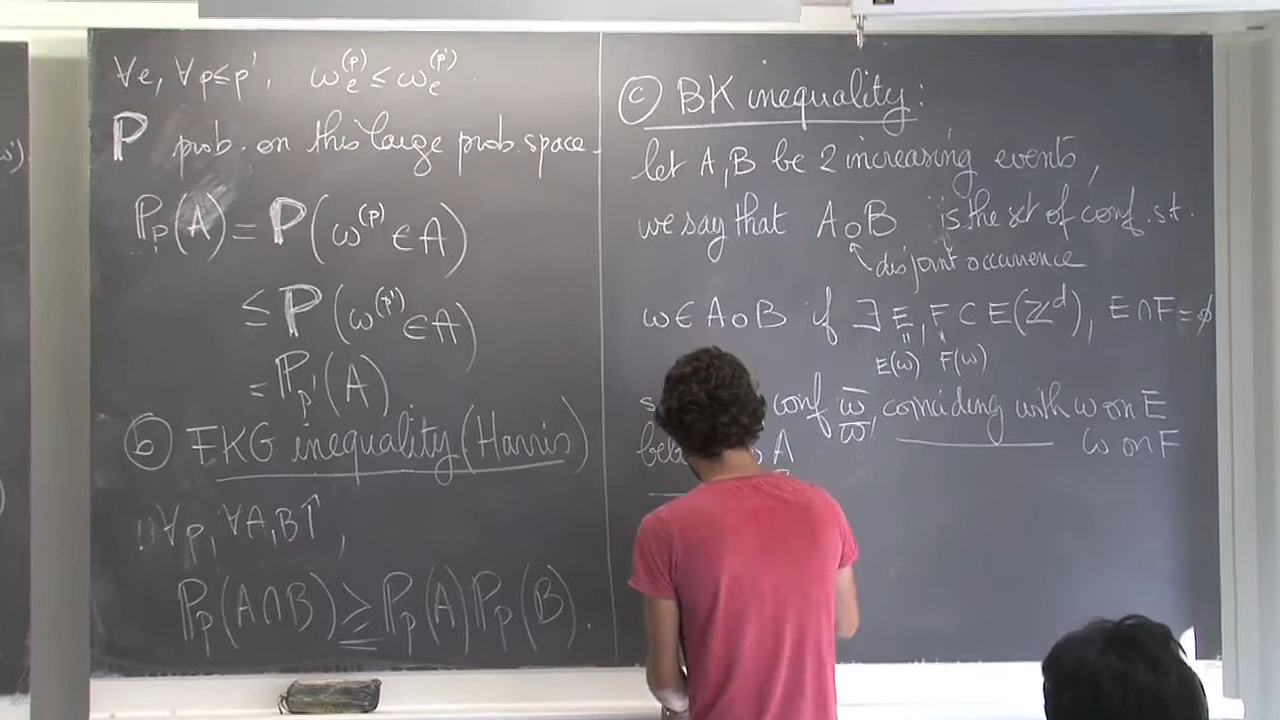 ∀e, ∀p≤p', ω_e^(p) ≤ ω_e^(p').
P prob. on this large prob. space.
ℙ_p(A) = P(ω^(p) ∈ A)
≤ P(ω^(p') ∈ A)
= ℙ_p'(A)
ⓑ FKG inequality (Harris)
∀p, ∀A,B↑,
ℙ_p(A∩B) ≥ ℙ_p(A) ℙ_p(B).
ⓒ BK inequality:
let A, B be 2 increasing events,
we say that A∘B is the set of conf. s.t.
disjoint occurrence
ω ∈ A∘B if ∃ E, F ⊂ E(ℤ^d), E∩F = ∅
E(ω) F(ω)
conf ω̄, coinciding with ω on E
ω̿ ω on F
A
ω')